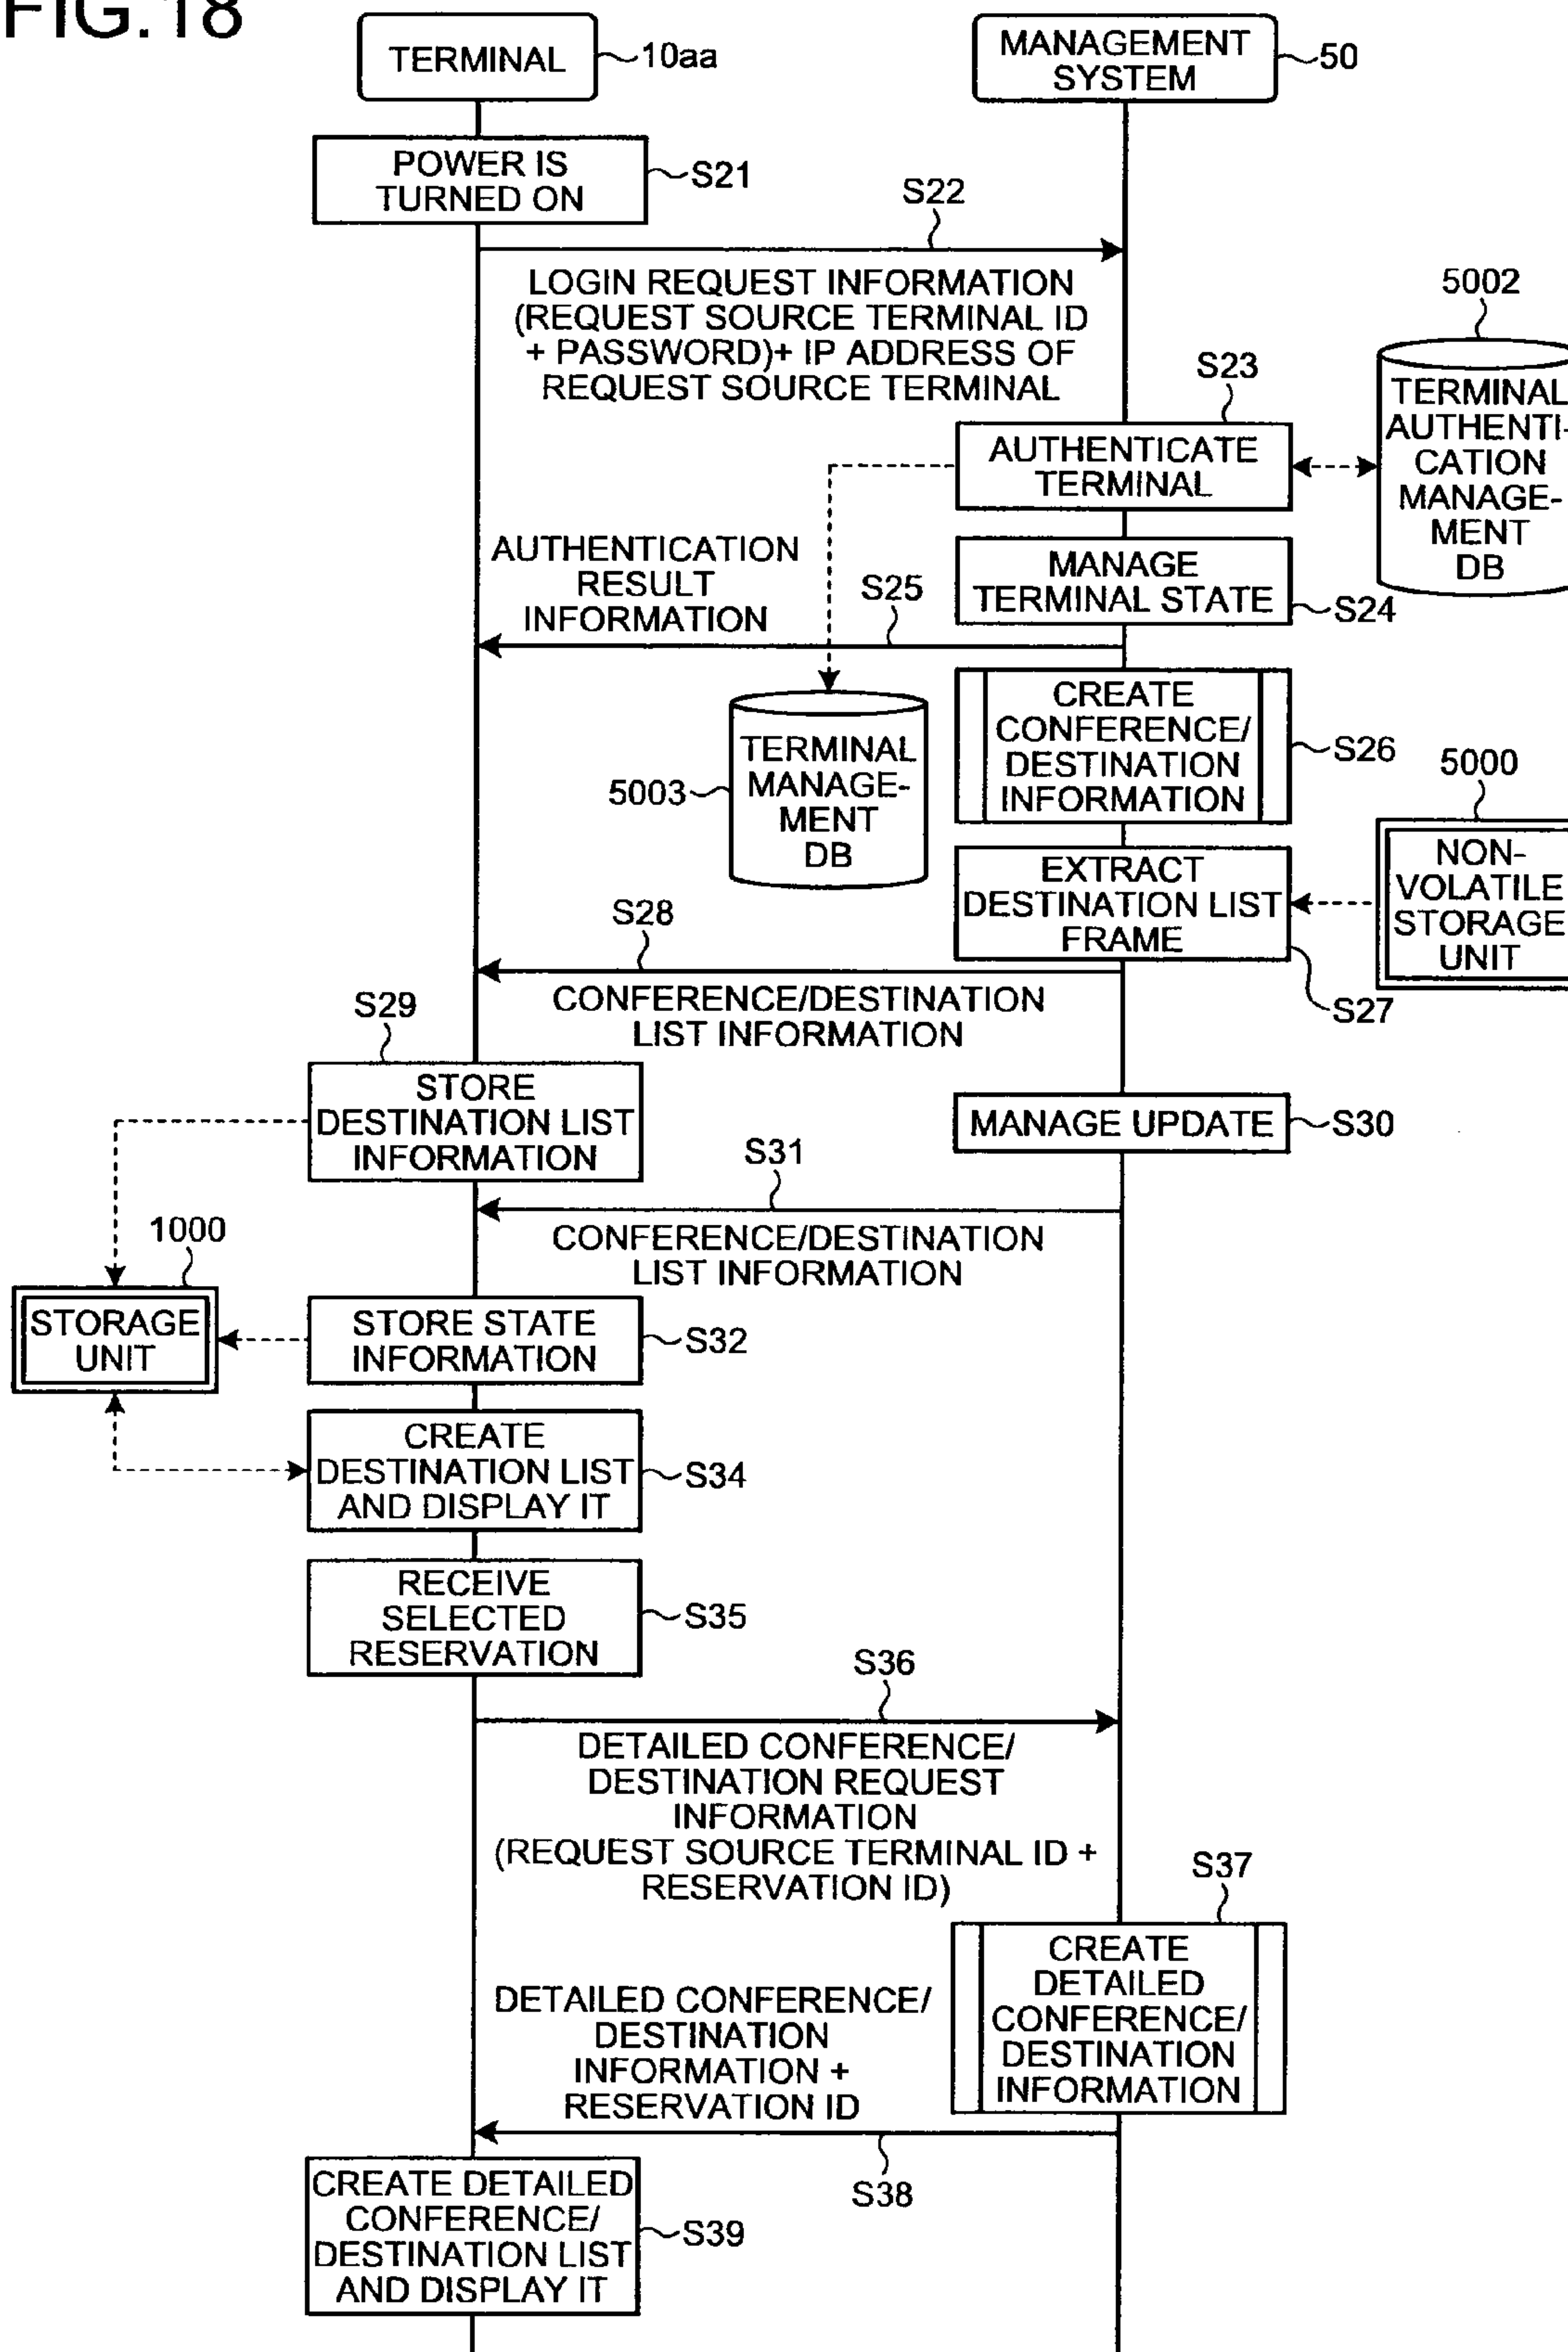 FIG.18
TERMINAL
10aa
MANAGEMENT
SYSTEM
50
POWER IS
TURNED ON
S21
S22
LOGIN REQUEST INFORMATION
(REQUEST SOURCE TERMINAL ID
+ PASSWORD)+ IP ADDRESS OF
REQUEST SOURCE TERMINAL
5002
TERMINAL
AUTHENTI-
CATION
MANAGE-
MENT
DB
S23
AUTHENTICATE
TERMINAL
MANAGE
TERMINAL STATE
S24
AUTHENTICATION
RESULT
INFORMATION
S25
CREATE
CONFERENCE/
DESTINATION
INFORMATION
S26
5003
TERMINAL
MANAGE-
MENT
DB
5000
NON-
VOLATILE
STORAGE
UNIT
EXTRACT
DESTINATION LIST
FRAME
S27
S28
CONFERENCE/DESTINATION
LIST INFORMATION
S29
STORE
DESTINATION LIST
INFORMATION
MANAGE UPDATE
S30
S31
CONFERENCE/DESTINATION
LIST INFORMATION
1000
STORAGE
UNIT
STORE STATE
INFORMATION
S32
CREATE
DESTINATION LIST
AND DISPLAY IT
S34
RECEIVE
SELECTED
RESERVATION
S35
S36
DETAILED CONFERENCE/
DESTINATION REQUEST
INFORMATION
(REQUEST SOURCE TERMINAL ID +
RESERVATION ID)
S37
CREATE
DETAILED
CONFERENCE/
DESTINATION
INFORMATION
DETAILED CONFERENCE/
DESTINATION
INFORMATION +
RESERVATION ID
S38
CREATE DETAILED
CONFERENCE/
DESTINATION LIST
AND DISPLAY IT
S39